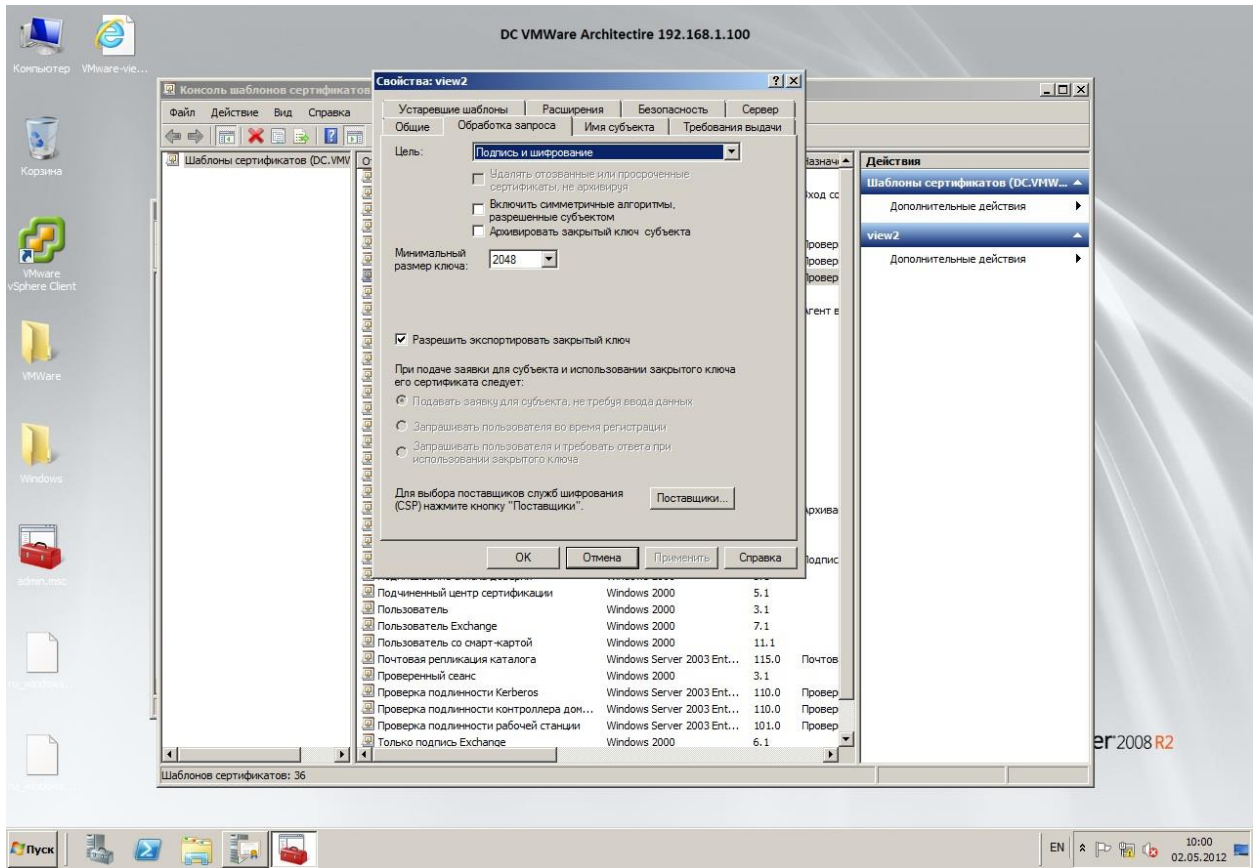 DC VMWare Architectire 192.168.1.100
Компьютер
VMware-vie...
Корзина
VMware
vSphere Client
VMWare
Windows
admin.msc
Консоль шаблонов сертификатов
Файл Действие Вид Справка
Шаблоны сертификатов (DC.VMW
Свойства: view2
Устаревшие шаблоны Расширения Безопасность Сервер
Общие Обработка запроса Имя субъекта Требования выдачи
Цель: Подпись и шифрование
Удалять отозванные или просроченные
сертификаты, не архивируя
Включить симметричные алгоритмы,
разрешенные субъектом
Архивировать закрытый ключ субъекта
Минимальный
размер ключа: 2048
Разрешить экспортировать закрытый ключ
При подаче заявки для субъекта и использовании закрытого ключа
его сертификата следует:
Подавать заявку для субъекта, не требуя ввода данных
Запрашивать пользователя во время регистрации
Запрашивать пользователя и требовать ответа при
использовании закрытого ключа
Для выбора поставщиков служб шифрования
(CSP) нажмите кнопку "Поставщики".
Поставщики...
OK Отмена Применить Справка
Подчиненный центр сертификации Windows 2000 5.1
Пользователь Windows 2000 3.1
Пользователь Exchange Windows 2000 7.1
Пользователь со смарт-картой Windows 2000 11.1
Почтовая репликация каталога Windows Server 2003 Ent... 115.0 Почтов
Проверенный сеанс Windows 2000 3.1
Проверка подлинности Kerberos Windows Server 2003 Ent... 110.0 Провер
Проверка подлинности контроллера дом... Windows Server 2003 Ent... 110.0 Провер
Проверка подлинности рабочей станции Windows Server 2003 Ent... 101.0 Провер
Только подпись Exchange Windows 2000 6.1
Действия
Шаблоны сертификатов (DC.VMW...
Дополнительные действия
view2
Дополнительные действия
Шаблонов сертификатов: 36
er 2008 R2
Пуск
EN
10:00
02.05.2012